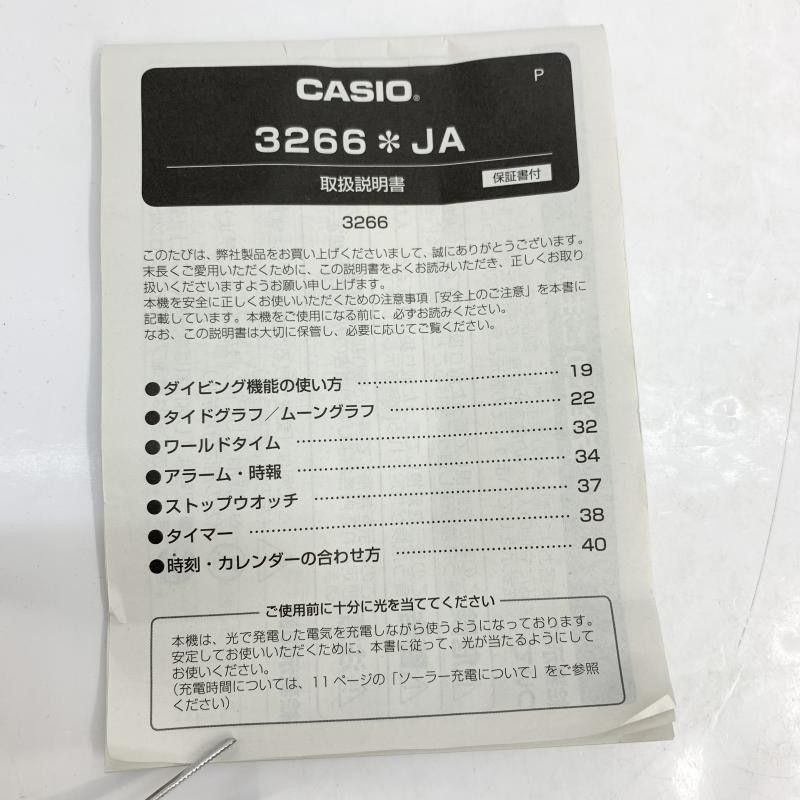 P
CASIO®
3266＊JA
取扱説明書 保証書付
3266
このたびは、弊社製品をお買い上げくださいまして、誠にありがとうございます。
末長くご愛用いただくために、この説明書をよくお読みいただき、正しくお取り
扱いくださいますようお願い申し上げます。
本機を安全に正しくお使いいただくための注意事項「安全上のご注意」を本書に
記載しています。本機をご使用になる前に、必ずお読みください。
なお、この説明書は大切に保管し、必要に応じてご覧ください。
●ダイビング機能の使い方 ……………………… 19
●タイドグラフ／ムーングラフ ……………………… 22
●ワールドタイム ……………………… 32
●アラーム・時報 ……………………… 34
●ストップウオッチ ……………………… 37
●タイマー ……………………… 38
●時刻・カレンダーの合わせ方 ……………………… 40
ご使用前に十分に光を当ててください
本機は、光で発電した電気を充電しながら使うようになっております。
安定してお使いいただくために、本書に従って、光が当たるようにして
お使いください。
（充電時間については、11ページの「ソーラー充電について」をご参照
ください）